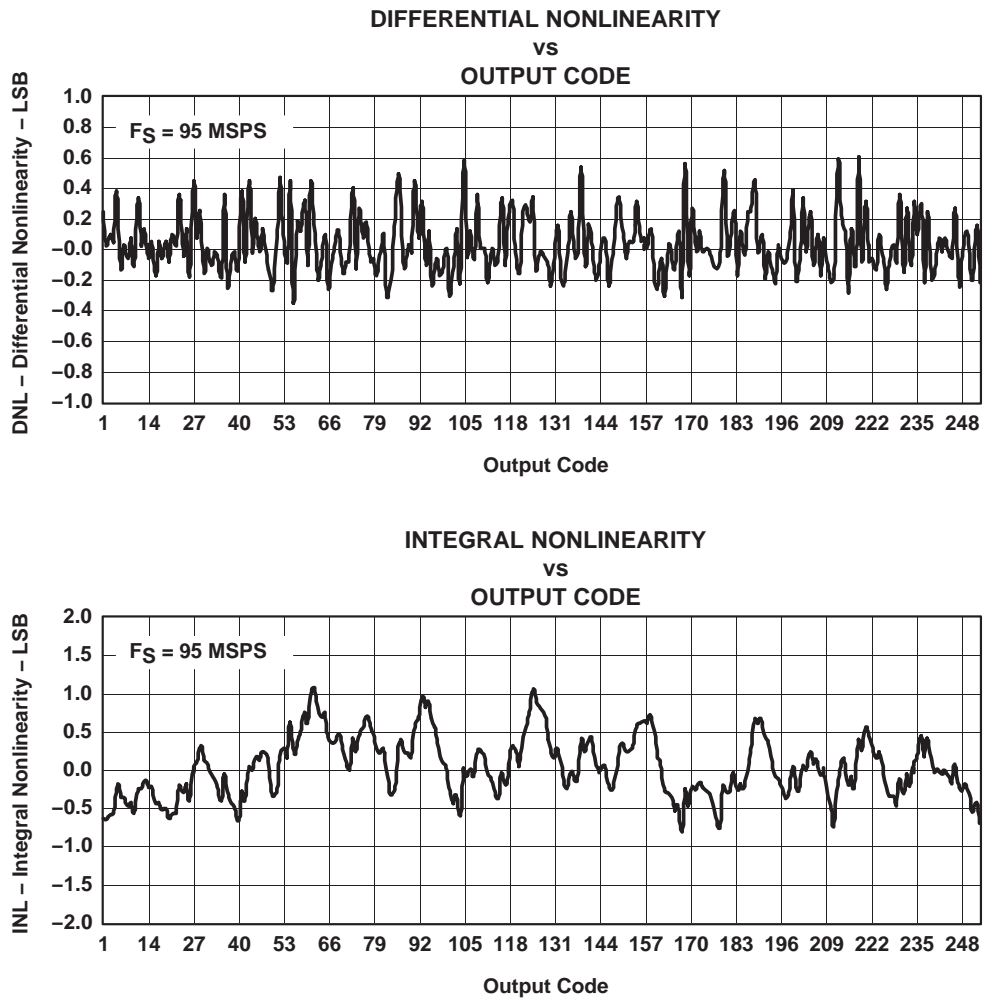 DIFFERENTIAL NONLINEARITY
vs
OUTPUT CODE
DNL – Differential Nonlinearity – LSB
1.0
0.8
0.6
0.4
0.2
–0.0
–0.2
–0.4
–0.6
–0.8
–1.0
FS = 95 MSPS
1 14 27 40 53 66 79 92 105 118 131 144 157 170 183 196 209 222 235 248
Output Code
INTEGRAL NONLINEARITY
vs
OUTPUT CODE
INL – Integral Nonlinearity – LSB
2.0
1.5
1.0
0.5
0.0
–0.5
–1.0
–1.5
–2.0
FS = 95 MSPS
1 14 27 40 53 66 79 92 105 118 131 144 157 170 183 196 209 222 235 248
Output Code